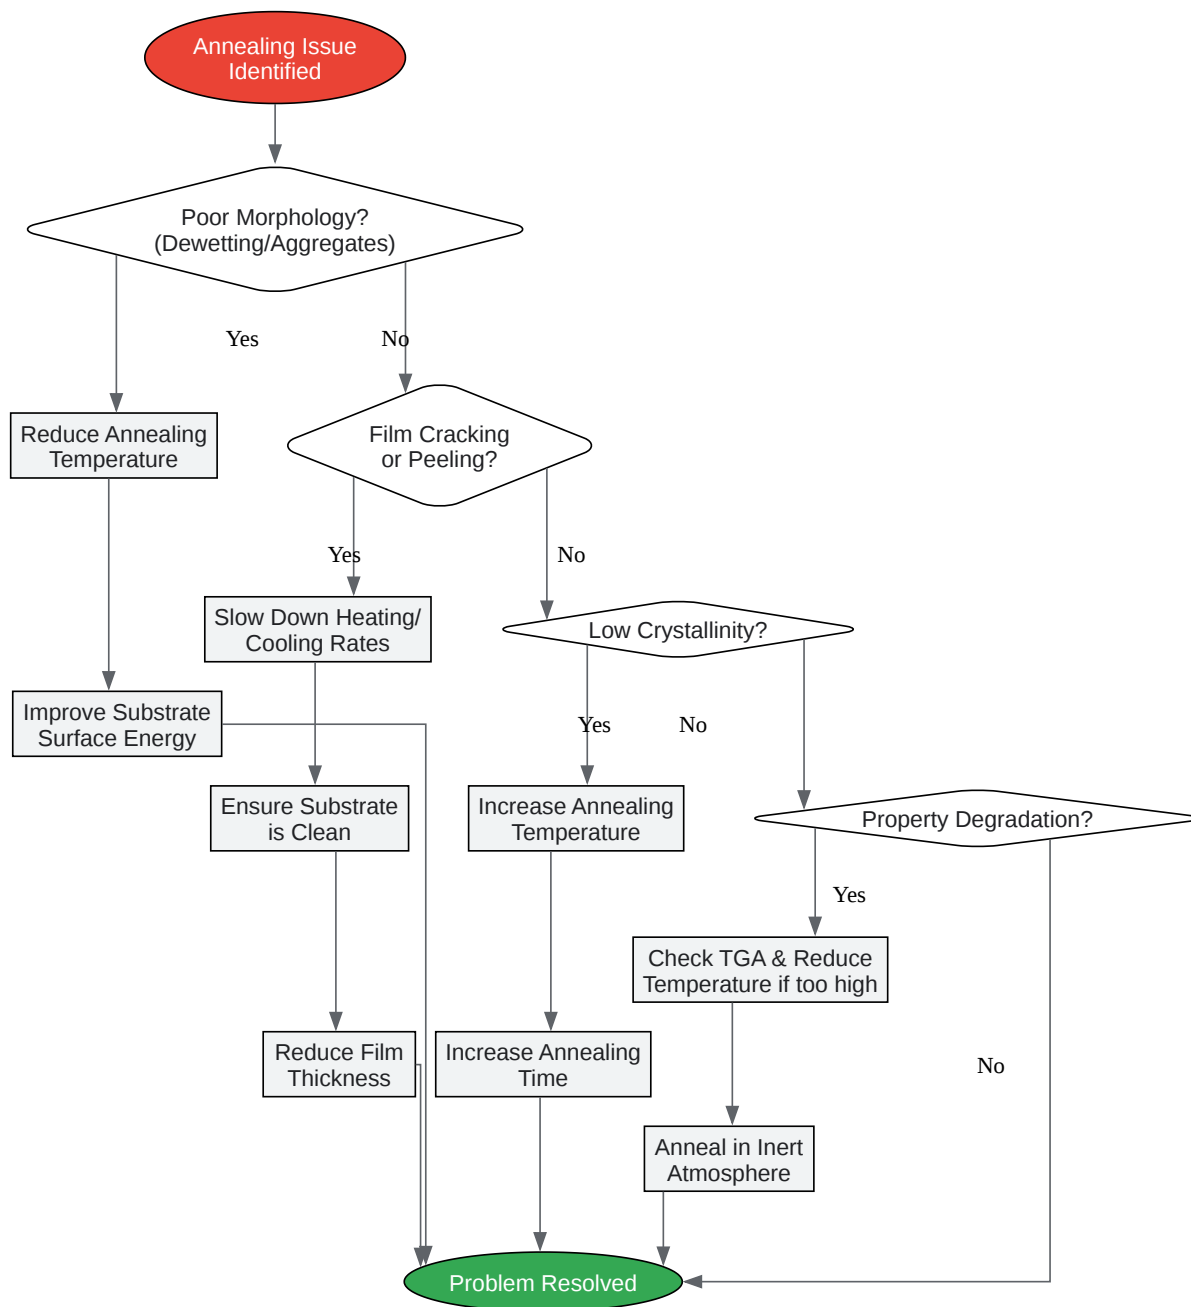 Annealing Issue
Identified
Poor Morphology?
(Dewetting/Aggregates)
Yes
No
Reduce Annealing
Temperature
Film Cracking
or Peeling?
Yes
No
Slow Down Heating/
Cooling Rates
Low Crystallinity?
Improve Substrate
Surface Energy
Yes
No
Ensure Substrate
is Clean
Increase Annealing
Temperature
Property Degradation?
Yes
Check TGA & Reduce
Temperature if too high
Reduce Film
Thickness
Increase Annealing
Time
No
Anneal in Inert
Atmosphere
Problem Resolved